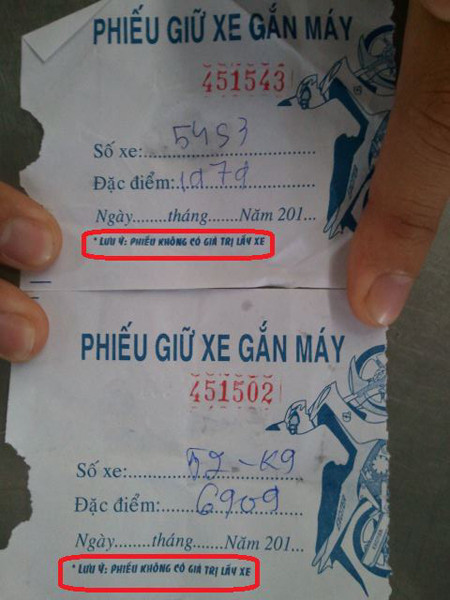 PHIẾU GIỮ XE GẮN MÁY
451543
Số xe:.......54S3
Đặc điểm:.1979
Ngày........tháng........Năm 201...
* LƯU Ý: PHIẾU KHÔNG CÓ GIÁ TRỊ LẤY XE
PHIẾU GIỮ XE GẮN MÁY
451502
Số xe:.......52-K9
Đặc điểm:.......6909
Ngày........tháng........Năm 201...
* LƯU Ý: PHIẾU KHÔNG CÓ GIÁ TRỊ LẤY XE